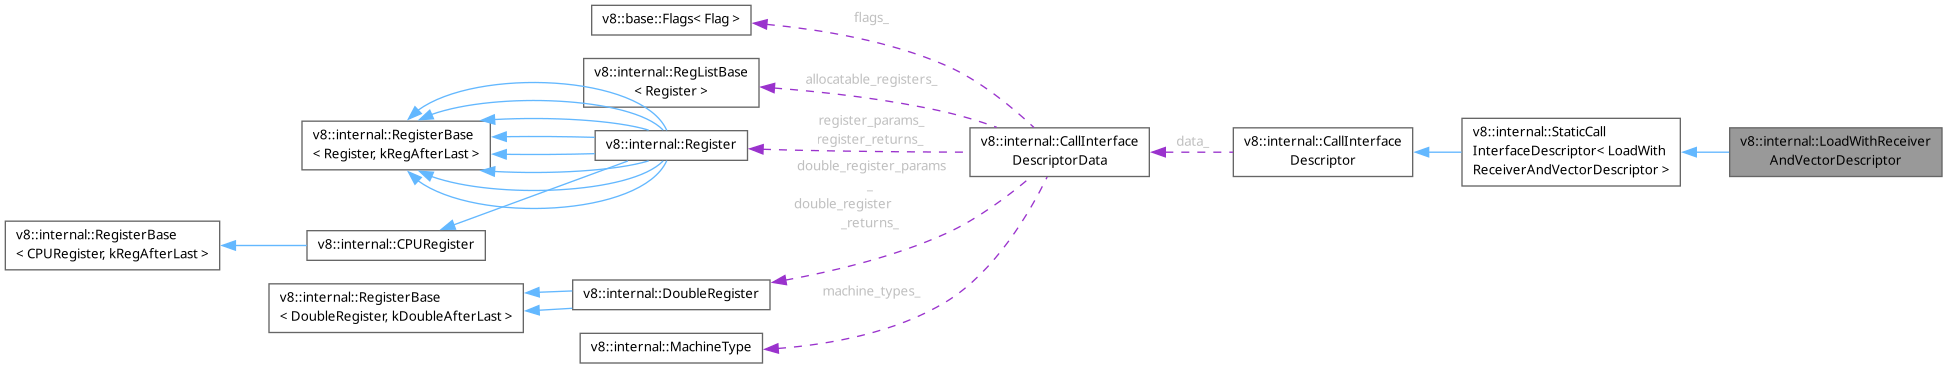 v8::base::Flags< Flag >
flags_
v8::internal::RegListBase
< Register >
allocatable_registers_
v8::internal::RegisterBase
< Register, kRegAfterLast >
v8::internal::Register
register_params_
register_returns_
v8::internal::CallInterface
DescriptorData
data_
v8::internal::CallInterface
Descriptor
v8::internal::StaticCall
InterfaceDescriptor< LoadWith
ReceiverAndVectorDescriptor >
v8::internal::LoadWithReceiver
AndVectorDescriptor
double_register_params
_
double_register
_returns_
v8::internal::RegisterBase
< CPURegister, kRegAfterLast >
v8::internal::CPURegister
v8::internal::RegisterBase
< DoubleRegister, kDoubleAfterLast >
v8::internal::DoubleRegister
machine_types_
v8::internal::MachineType